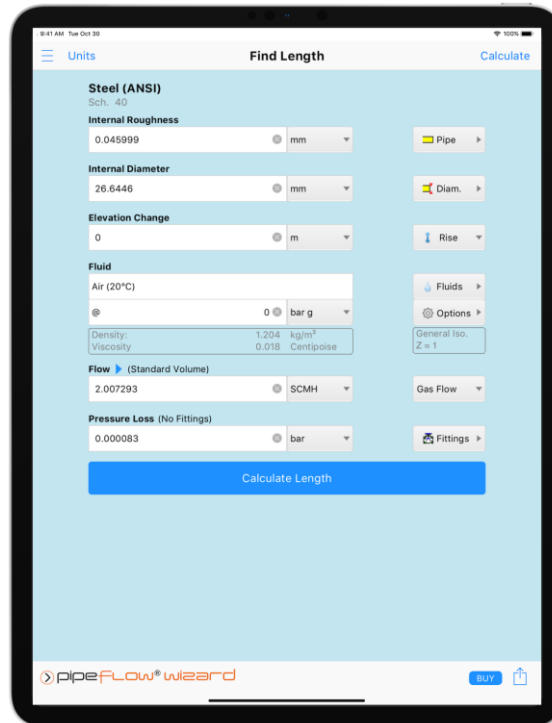 9:41 AM Tue Oct 30 100%
Units Find Length Calculate
Steel (ANSI)
Sch. 40
Internal Roughness
0.045999 mm Pipe
Internal Diameter
26.6446 mm Diam.
Elevation Change
0 m Rise
Fluid
Air (20°C) Fluids
@ 0 bar g Options
Density: 1.204 kg/m³ General Iso.
Viscosity 0.018 Centipoise Z = 1
Flow (Standard Volume)
2.007293 SCMH Gas Flow
Pressure Loss (No Fittings)
0.000083 bar Fittings
Calculate Length
pipeFLOW® wizard BUY